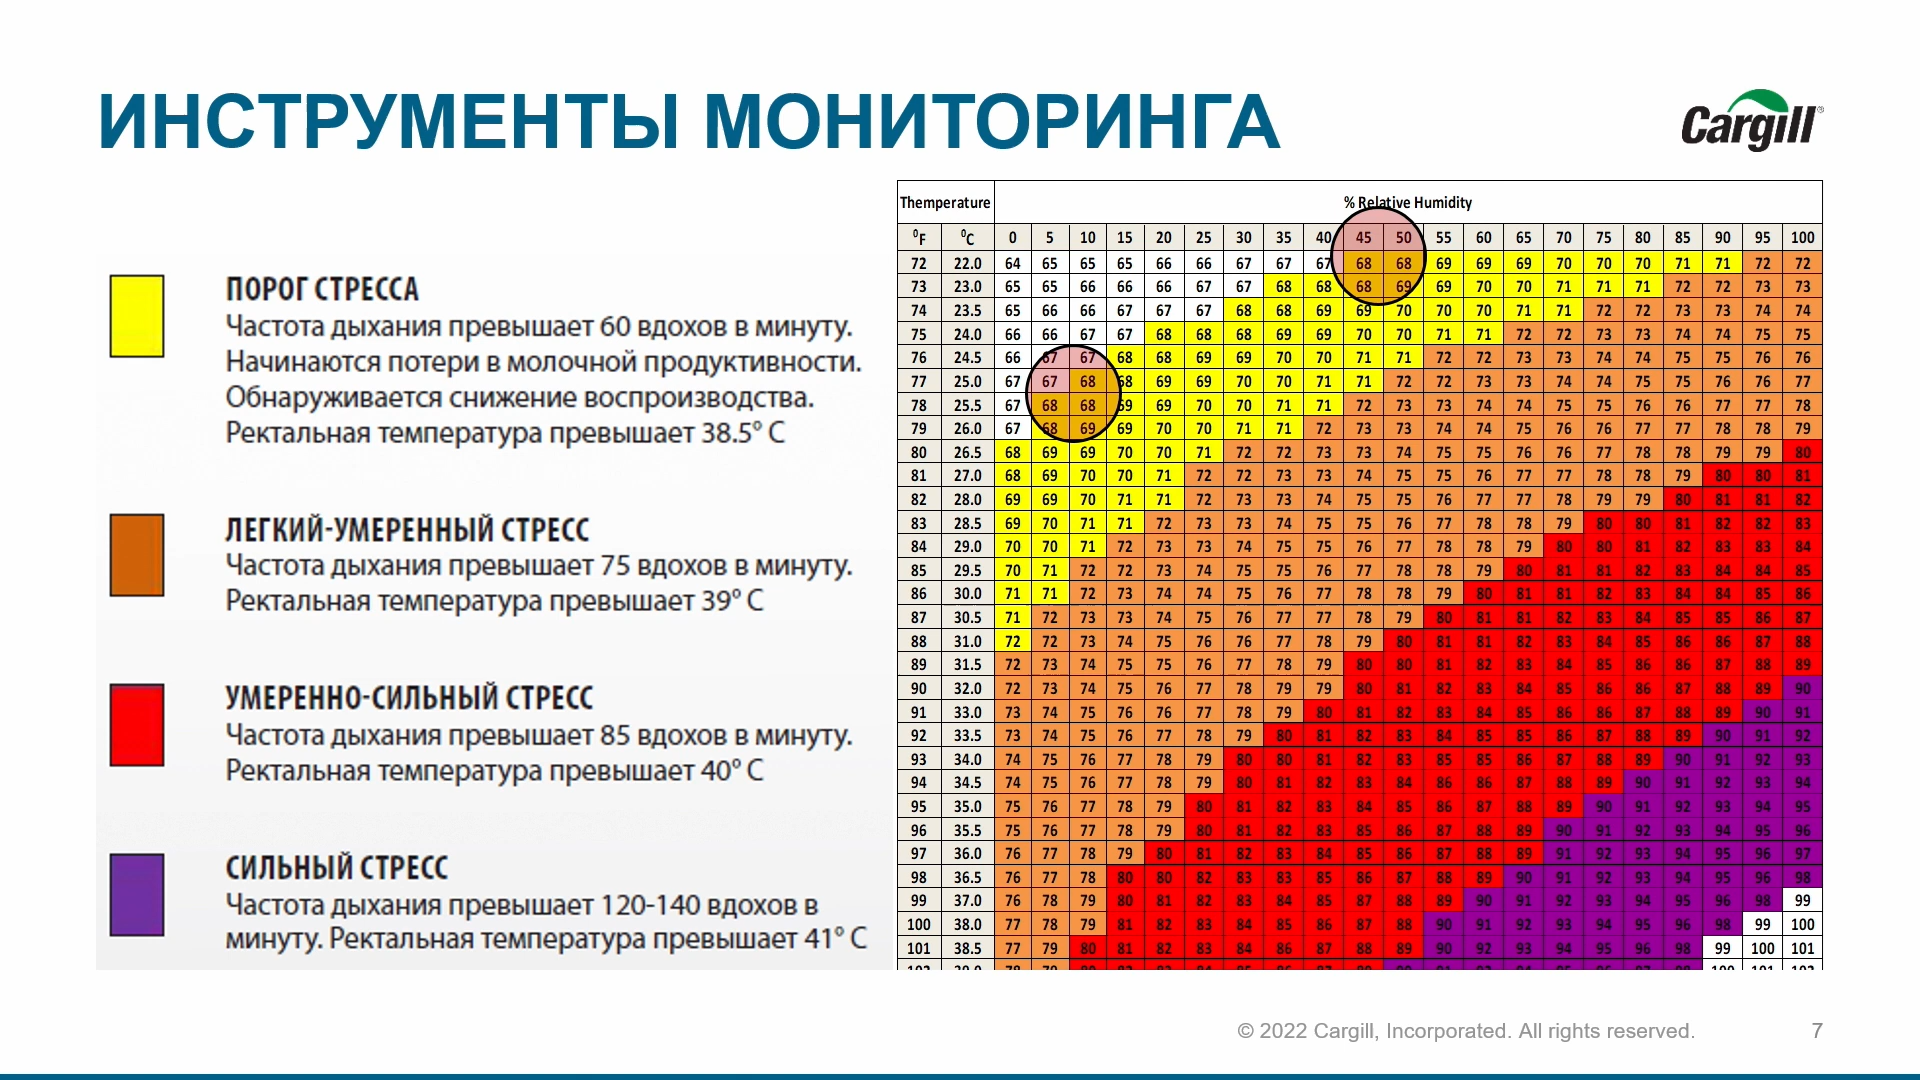 ИНСТРУМЕНТЫ МОНИТОРИНГА
Cargill®
ПОРОГ СТРЕССА
Частота дыхания превышает 60 вдохов в минуту.
Начинаются потери в молочной продуктивности.
Обнаруживается снижение воспроизводства.
Ректальная температура превышает 38.5° C
ЛЕГКИЙ-УМЕРЕННЫЙ СТРЕСС
Частота дыхания превышает 75 вдохов в минуту.
Ректальная температура превышает 39° C
УМЕРЕННО-СИЛЬНЫЙ СТРЕСС
Частота дыхания превышает 85 вдохов в минуту.
Ректальная температура превышает 40° C
СИЛЬНЫЙ СТРЕСС
Частота дыхания превышает 120-140 вдохов в
минуту. Ректальная температура превышает 41° C
Themperature % Relative Humidity
⁰F ⁰C 0 5 10 15 20 25 30 35 40 45 50 55 60 65 70 75 80 85 90 95 100
72 22.0 64 65 65 65 66 66 67 67 67 68 68 69 69 69 70 70 70 71 71 72 72
73 23.0 65 65 66 66 66 67 67 68 68 68 69 69 70 70 71 71 71 72 72 73 73
74 23.5 65 66 66 67 67 67 68 68 69 69 70 70 70 71 71 72 72 73 73 74 74
75 24.0 66 66 67 67 68 68 68 69 69 70 70 71 71 72 72 73 73 74 74 75 75
76 24.5 66 67 67 68 68 69 69 70 70 71 71 72 72 73 73 74 74 75 75 76 76
77 25.0 67 67 68 68 69 69 70 70 71 71 72 72 73 73 74 74 75 75 76 76 77
78 25.5 67 68 68 69 69 70 70 71 71 72 73 73 74 74 75 75 76 76 77 77 78
79 26.0 67 68 69 69 70 70 71 71 72 73 73 74 74 75 76 76 77 77 78 78 79
80 26.5 68 69 69 70 70 71 72 72 73 73 74 75 75 76 76 77 78 78 79 79 80
81 27.0 68 69 70 70 71 72 72 73 73 74 75 75 76 77 77 78 78 79 80 80 81
82 28.0 69 69 70 71 71 72 73 73 74 75 75 76 77 77 78 79 79 80 81 81 82
83 28.5 69 70 71 71 72 73 73 74 75 75 76 77 78 78 79 80 80 81 82 82 83
84 29.0 70 70 71 72 73 73 74 75 75 76 77 78 78 79 80 80 81 82 83 83 84
85 29.5 70 71 72 72 73 74 75 75 76 77 78 78 79 80 81 81 82 83 84 84 85
86 30.0 71 71 72 73 74 74 75 76 77 78 78 79 80 81 81 82 83 84 84 85 86
87 30.5 71 72 73 73 74 75 76 77 77 78 79 80 81 81 82 83 84 85 85 86 87
88 31.0 72 72 73 74 75 76 76 77 78 79 80 81 81 82 83 84 85 86 86 87 88
89 31.5 72 73 74 75 75 76 77 78 79 80 80 81 82 83 84 85 86 86 87 88 89
90 32.0 72 73 74 75 76 77 78 79 79 80 81 82 83 84 85 86 86 87 88 89 90
91 33.0 73 74 75 76 76 77 78 79 80 81 82 83 84 85 86 86 87 88 89 90 91
92 33.5 73 74 75 76 77 78 79 80 81 82 83 84 85 85 86 87 88 89 90 91 92
93 34.0 74 75 76 77 78 79 80 80 81 82 83 85 85 86 87 88 89 90 91 92 93
94 34.5 74 75 76 77 78 79 80 81 82 83 84 86 86 87 88 89 90 91 92 93 94
95 35.0 75 76 77 78 79 80 81 82 83 84 85 86 87 88 89 90 91 92 93 94 95
96 35.5 75 76 77 78 79 80 81 82 83 85 86 87 88 89 90 91 92 93 94 95 96
97 36.0 76 77 78 79 80 81 82 83 84 85 86 87 88 89 91 92 93 94 95 96 97
98 36.5 76 77 78 80 80 82 83 83 85 86 87 88 89 90 91 92 93 94 95 96 98
99 37.0 76 78 79 80 81 82 83 84 85 87 88 89 90 91 92 93 94 95 96 98 99
100 38.0 77 78 79 81 82 83 84 85 86 87 88 90 91 92 93 94 95 96 98 99 100
101 38.5 77 79 80 81 82 83 84 86 87 88 89 90 92 93 94 95 96 98 99 100 101
© 2022 Cargill, Incorporated. All rights reserved. 7